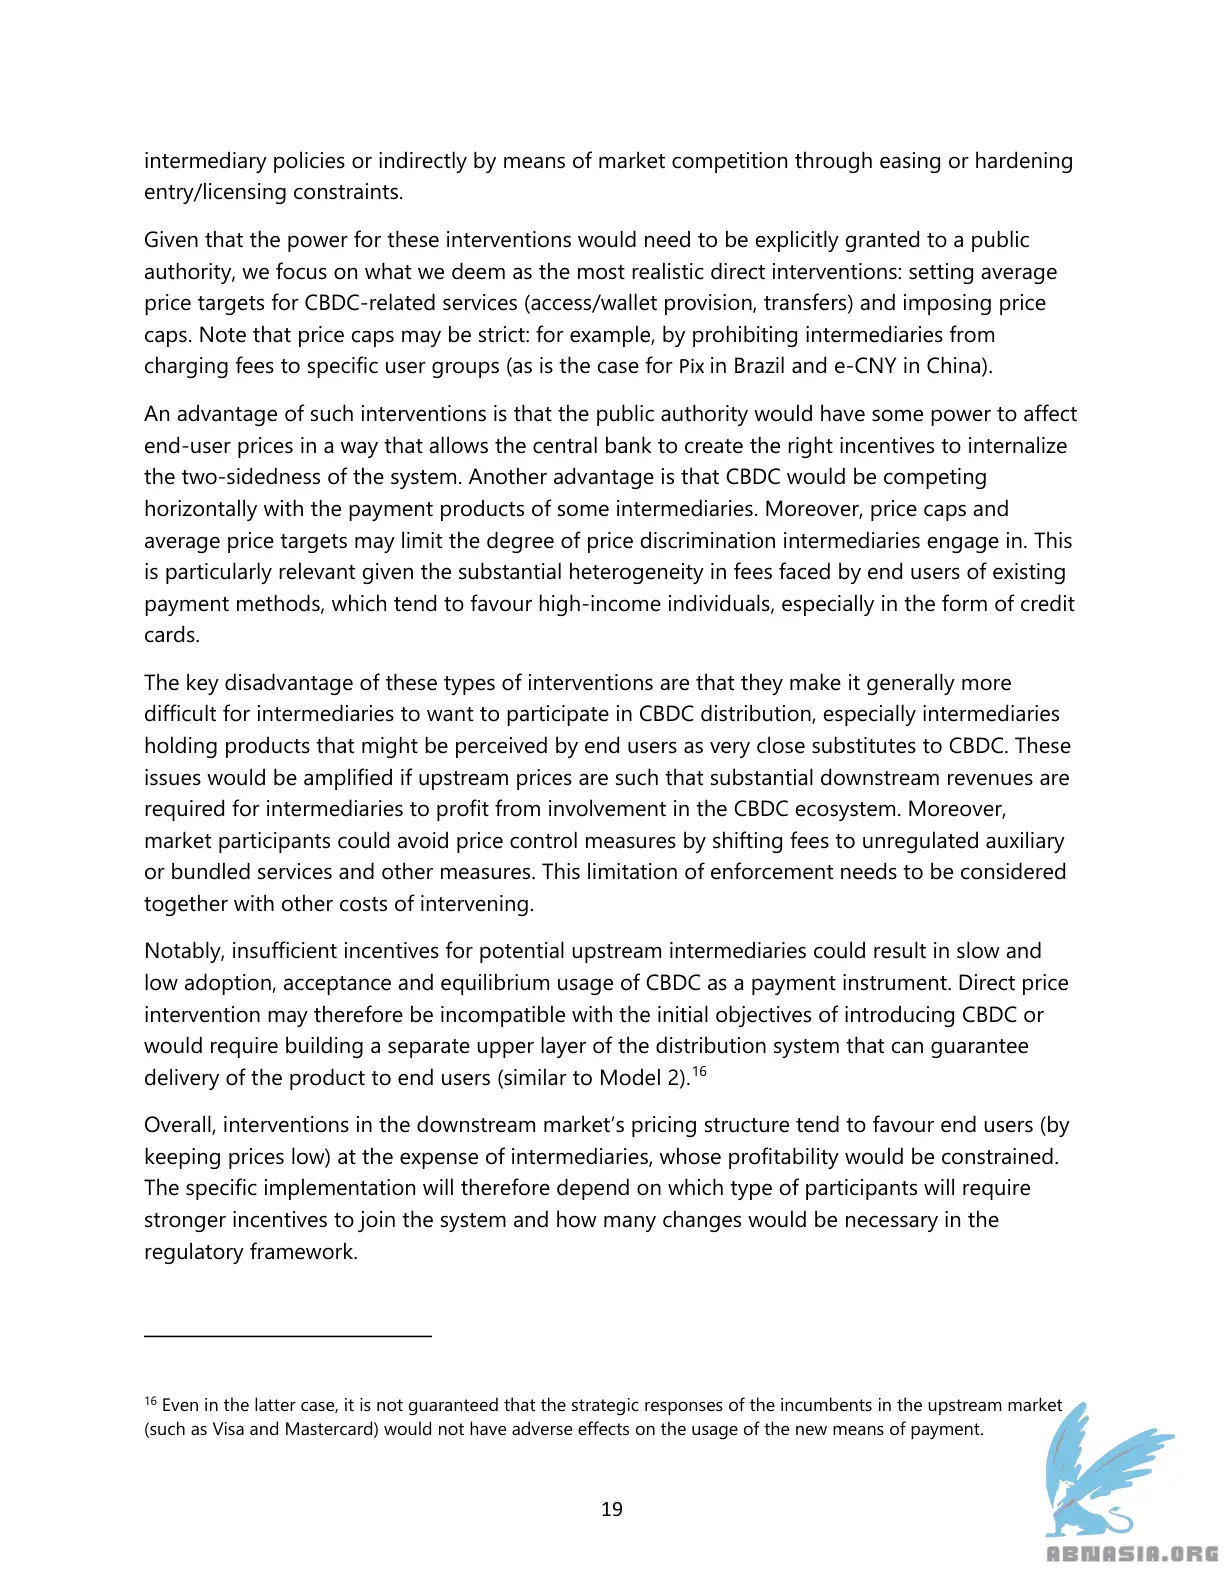 intermediary policies or indirectly by means of market competition through easing or hardening
entry/licensing constraints.
Given that the power for these interventions would need to be explicitly granted to a public
authority, we focus on what we deem as the most realistic direct interventions: setting average
price targets for CBDC-related services (access/wallet provision, transfers) and imposing price
caps. Note that price caps may be strict: for example, by prohibiting intermediaries from
charging fees to specific user groups (as is the case for Pix in Brazil and e-CNY in China).
An advantage of such interventions is that the public authority would have some power to affect
end-user prices in a way that allows the central bank to create the right incentives to internalize
the two-sidedness of the system. Another advantage is that CBDC would be competing
horizontally with the payment products of some intermediaries. Moreover, price caps and
average price targets may limit the degree of price discrimination intermediaries engage in. This
is particularly relevant given the substantial heterogeneity in fees faced by end users of existing
payment methods, which tend to favour high-income individuals, especially in the form of credit
cards.
The key disadvantage of these types of interventions are that they make it generally more
difficult for intermediaries to want to participate in CBDC distribution, especially intermediaries
holding products that might be perceived by end users as very close substitutes to CBDC. These
issues would be amplified if upstream prices are such that substantial downstream revenues are
required for intermediaries to profit from involvement in the CBDC ecosystem. Moreover,
market participants could avoid price control measures by shifting fees to unregulated auxiliary
or bundled services and other measures. This limitation of enforcement needs to be considered
together with other costs of intervening.
Notably, insufficient incentives for potential upstream intermediaries could result in slow and
low adoption, acceptance and equilibrium usage of CBDC as a payment instrument. Direct price
intervention may therefore be incompatible with the initial objectives of introducing CBDC or
would require building a separate upper layer of the distribution system that can guarantee
delivery of the product to end users (similar to Model 2).16
Overall, interventions in the downstream market’s pricing structure tend to favour end users (by
keeping prices low) at the expense of intermediaries, whose profitability would be constrained.
The specific implementation will therefore depend on which type of participants will require
stronger incentives to join the system and how many changes would be necessary in the
regulatory framework.
16 Even in the latter case, it is not guaranteed that the strategic responses of the incumbents in the upstream market
(such as Visa and Mastercard) would not have adverse effects on the usage of the new means of payment.
19
ABNASIA.ORG